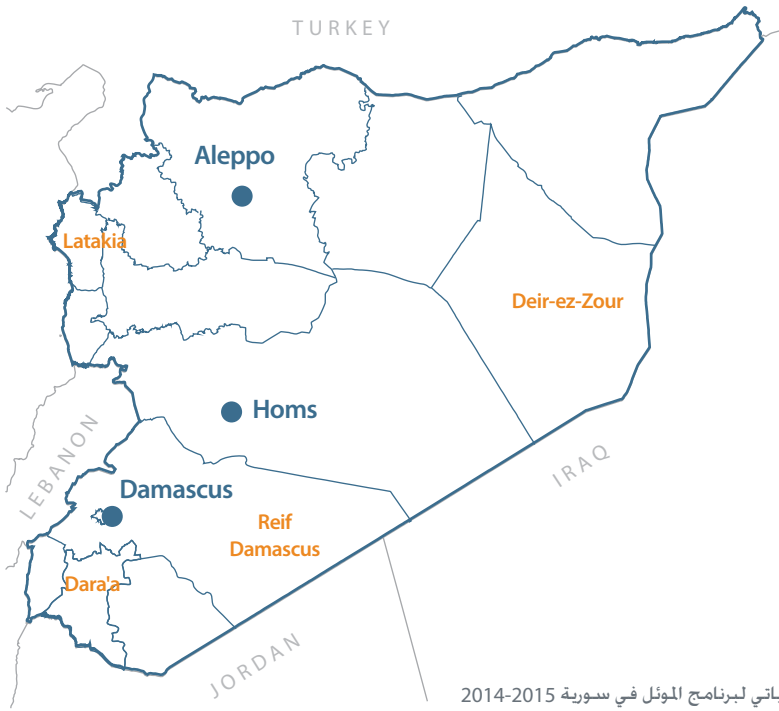 TURKEY
Aleppo
Latakia
Deir-ez-Zour
Homs
LEBANON
IRAQ
Damascus
Reif
Damascus
Dara'a
JORDAN
لبرنامج الموئل في سورية 2014-2015